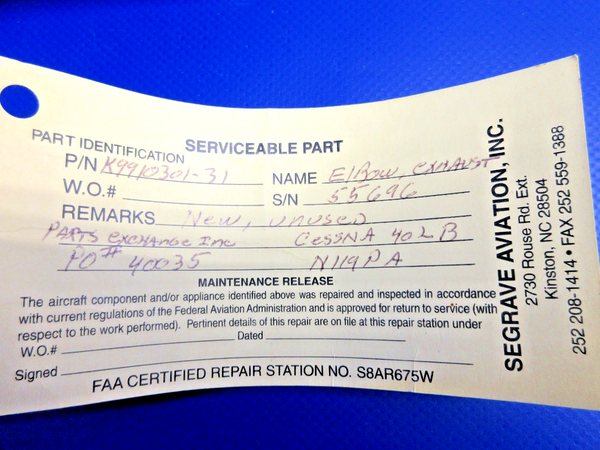 PART IDENTIFICATION SERVICEABLE PART
P/N K9910301-31 NAME Elbow, exhaust
W.O.# S/N 55696
REMARKS New, unused
Parts exchange Inc Cessna 402B
PO# 40035 N119PA
MAINTENANCE RELEASE
The aircraft component and/or appliance identified above was repaired and inspected in accordance
with current regulations of the Federal Aviation Administration and is approved for return to service (with
respect to the work performed). Pertinent details of this repair are on file at this repair station under
W.O.# Dated
Signed
FAA CERTIFIED REPAIR STATION NO. S8AR675W
SEGRAVE AVIATION, INC.
2730 Rouse Rd. Ext.
Kinston, NC 28504
252 208-1414 • FAX 252 559-1388